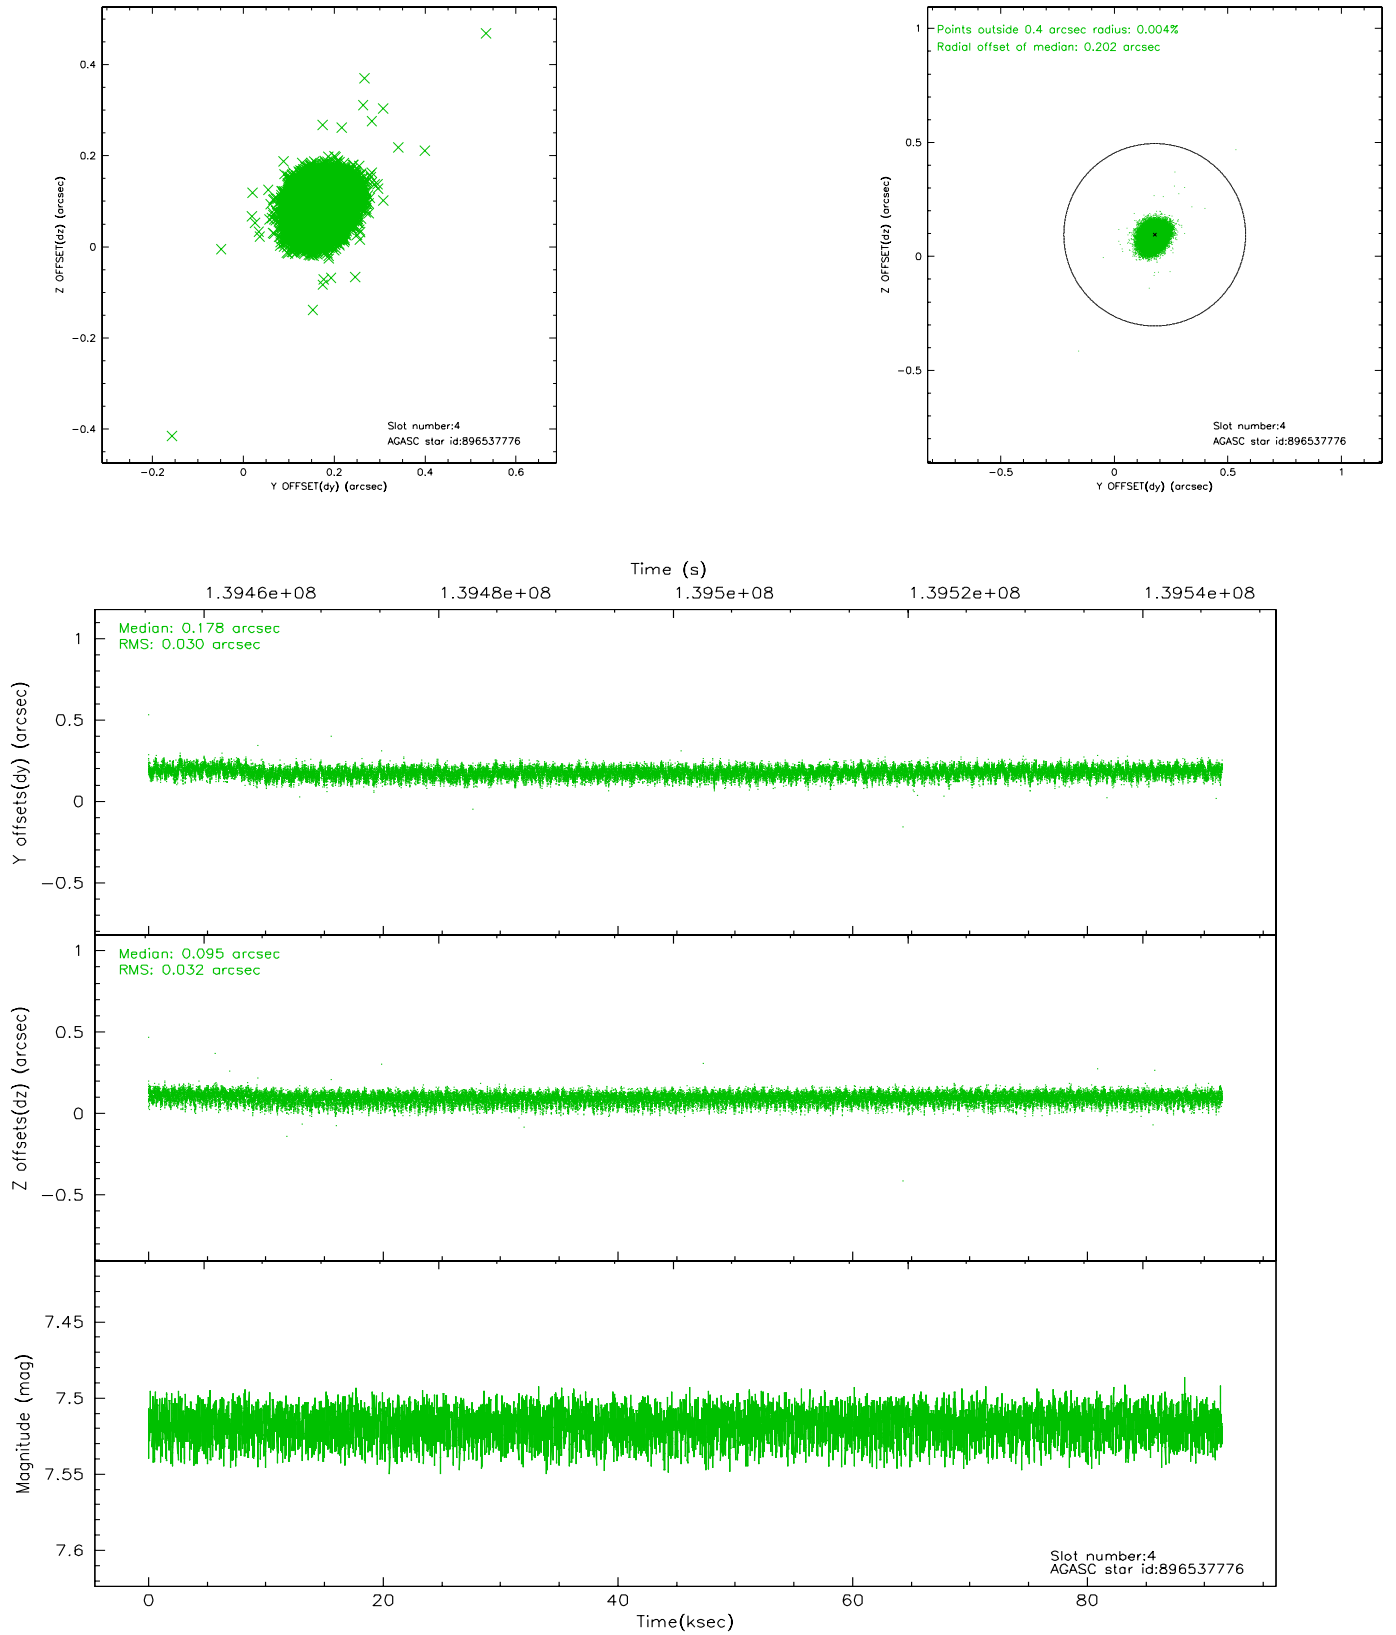 0.4
0.2
0
−0.2
−0.4
Z OFFSET(dz) (arcsec)
Slot number:4
AGASC star id:896537776
−0.2 0 0.2 0.4 0.6
Y OFFSET(dy) (arcsec)
Points outside 0.4 arcsec radius: 0.004%
Radial offset of median: 0.202 arcsec
1
0.5
0
−0.5
Z OFFSET(dz) (arcsec)
Slot number:4
AGASC star id:896537776
−0.5 0 0.5 1
Y OFFSET(dy) (arcsec)
Time (s)
1.3946e+08 1.3948e+08 1.395e+08 1.3952e+08 1.3954e+08
Median: 0.178 arcsec
RMS: 0.030 arcsec
1
0.5
0
−0.5
Y offsets(dy) (arcsec)
Median: 0.095 arcsec
RMS: 0.032 arcsec
1
0.5
0
−0.5
Z offsets(dz) (arcsec)
7.45
7.5
7.55
7.6
Magnitude (mag)
Slot number:4
AGASC star id:896537776
0 20 40 60 80
Time(ksec)